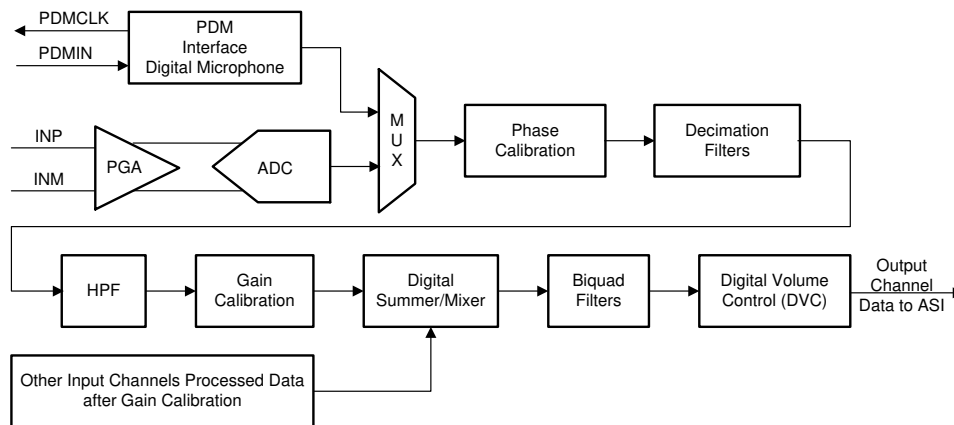 PDMCLK
PDMIN
PDM
Interface
Digital Microphone
INP
INM
PGA
ADC
M
U
X
Phase
Calibration
Decimation
Filters
HPF
Gain
Calibration
Digital
Summer/Mixer
Biquad
Filters
Digital Volume
Control (DVC)
Output
Channel
Data to ASI
Other Input Channels Processed Data
after Gain Calibration